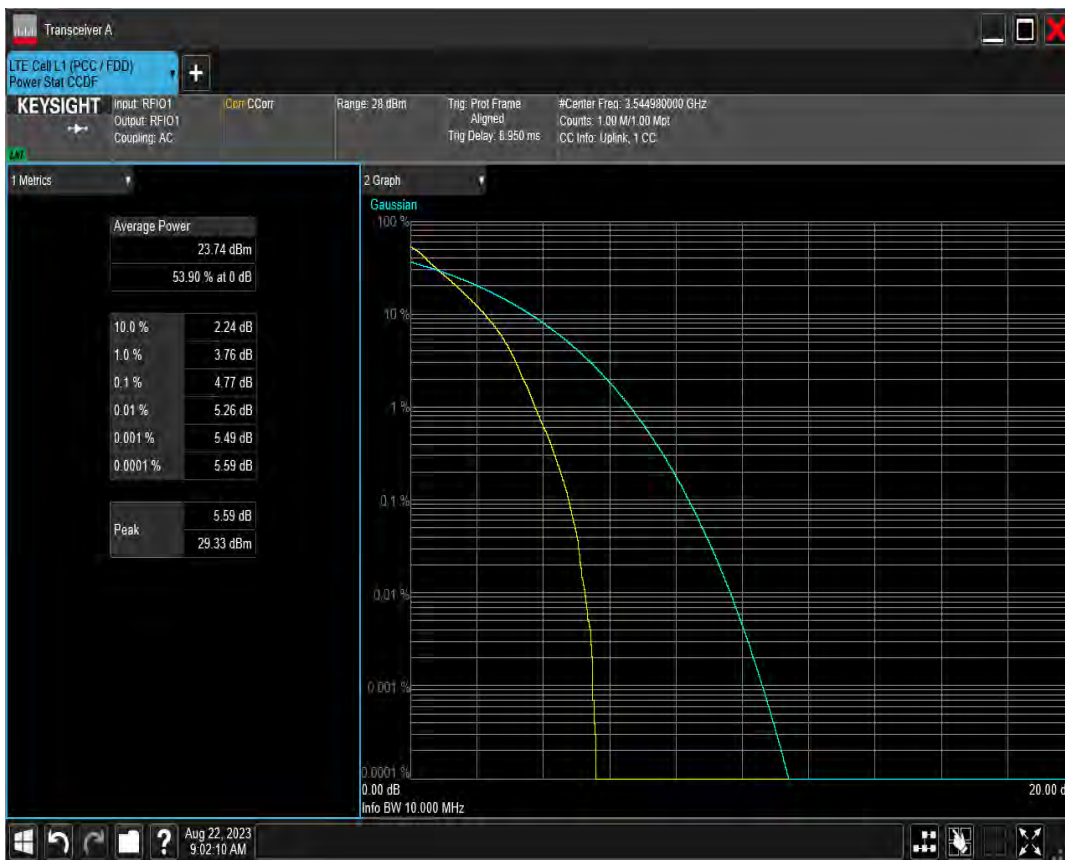 Transceiver A
LTE Cell L1 (PCC / FDD)
Power Stat CCDF
+
KEYSIGHT
Input: RFIO1
Output: RFIO1
Coupling: AC
Corr CCorr
Range: 28 dBm
Trig: Prot Frame
Aligned
Trig Delay: 8.950 ms
#Center Freq: 3.544980000 GHz
Counts: 1.00 M/1.00 Mpt
CC Info: Uplink, 1 CC
1 Metrics
Average Power
23.74 dBm
53.90 % at 0 dB
10.0 % 2.24 dB
1.0 % 3.76 dB
0.1 % 4.77 dB
0.01 % 5.26 dB
0.001 % 5.49 dB
0.0001 % 5.59 dB
Peak
5.59 dB
29.33 dBm
2 Graph
Gaussian
100 %
10 %
1 %
0.1 %
0.01 %
0.001 %
0.0001 %
0.00 dB
20.00 d
Info BW 10.000 MHz
?
Aug 22, 2023
9:02:10 AM